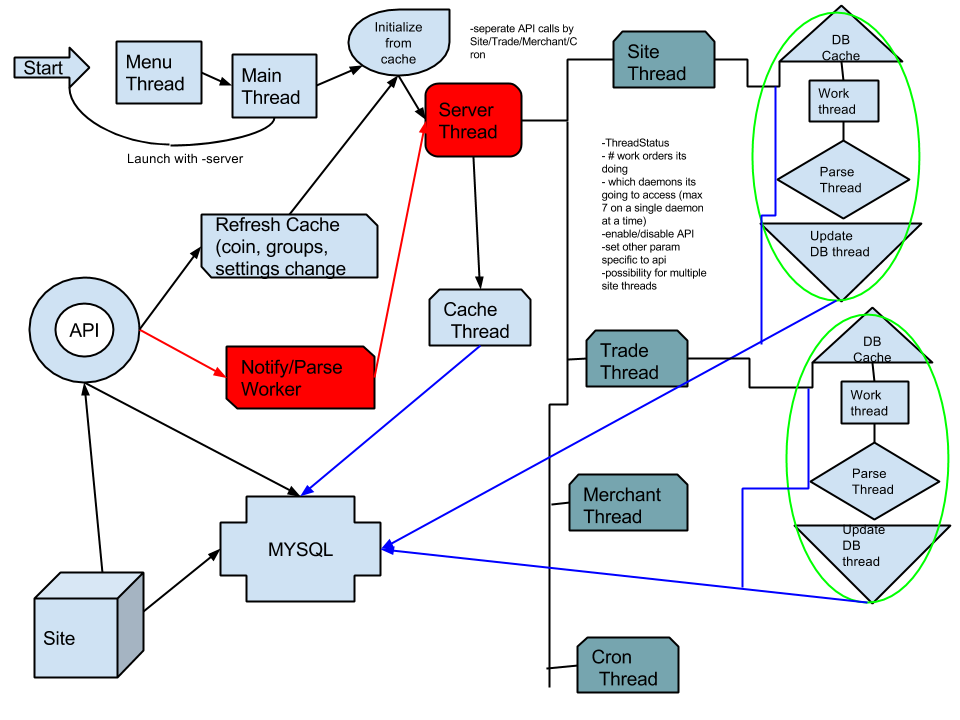 Start
Menu
Thread
Main
Thread
Launch with -server
Initialize
from
cache
-seperate API calls by
Site/Trade/Merchant/C
ron
Server
Thread
Site
Thread
DB
Cache
Work
thread
Parse
Thread
Update
DB thread
-ThreadStatus
- # work orders its
doing
- which daemons its
going to access (max
7 on a single daemon
at a time)
-enable/disable API
-set other param
specific to api
-possibility for multiple
site threads
Refresh Cache
(coin, groups,
settings change
API
Cache
Thread
Notify/Parse
Worker
Trade
Thread
DB
Cache
Work
thread
Parse
Thread
Update
DB
thread
Merchant
Thread
MYSQL
Site
Cron
Thread